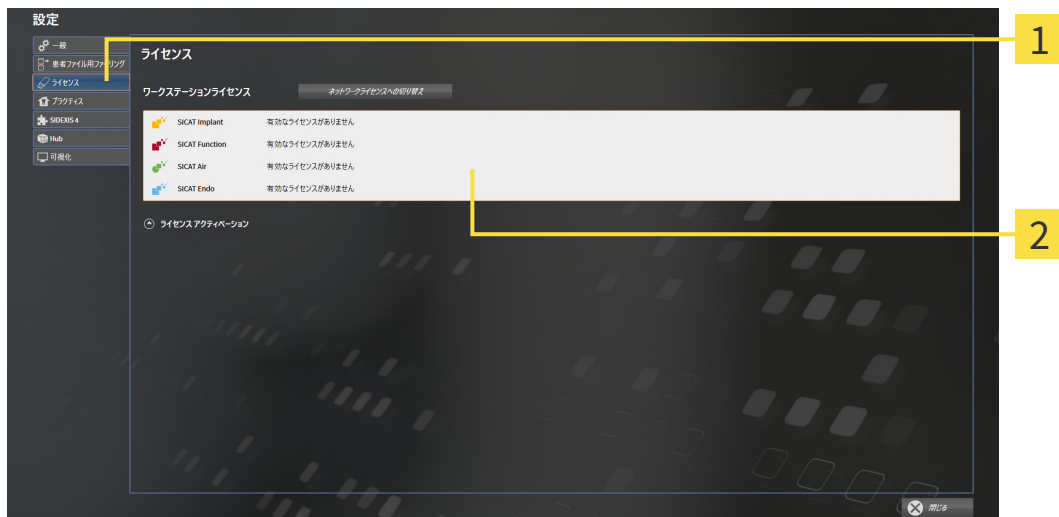 設定
一般
患者ファイル用ファイリング
ライセンス
プラクティス
SIDEXIS 4
Hub
可視化
ライセンス
ワークステーションライセンス
ネットワークライセンスへの切り替え
SICAT Implant 有効なライセンスがありません
SICAT Function 有効なライセンスがありません
SICAT Air 有効なライセンスがありません
SICAT Endo 有効なライセンスがありません
ライセンス アクティベーション
閉じる
1
2